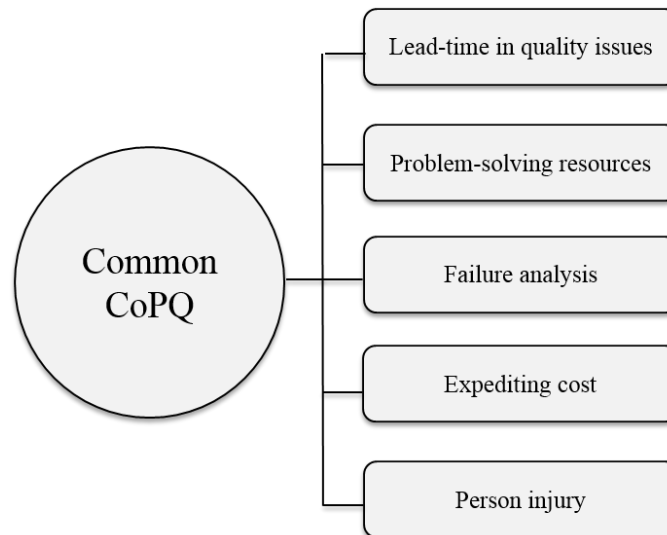 Lead-time in quality issues
Problem-solving resources
Common
CoPQ
Failure analysis
Expediting cost
Person injury